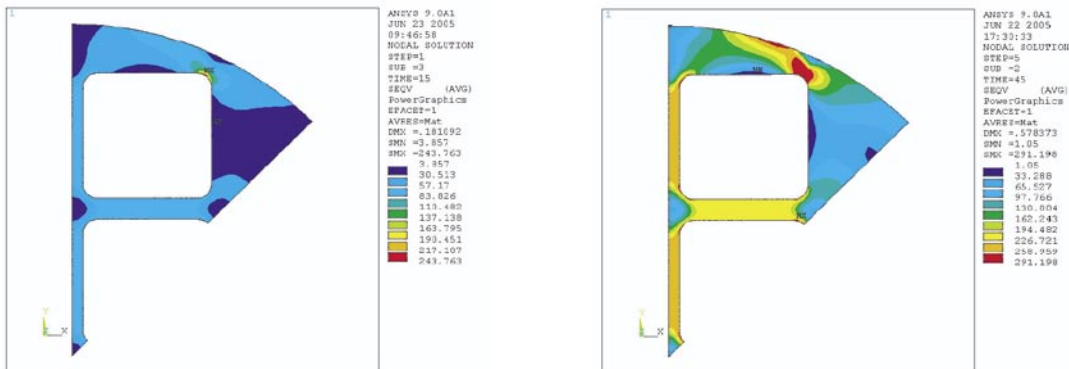 1
ANSYS 9.0A1
JUN 23 2005
09:46:58
NODAL SOLUTION
STEP=1
SUB =3
TIME=15
SEQV (AVG)
PowerGraphics
EFACET=1
AVRES=Mat
DMX =.181092
SMN =3.857
SMX =243.763
3.857
30.513
57.17
83.826
110.482
137.138
163.795
190.451
217.107
243.763
MX
Y
Z X
1
ANSYS 9.0A1
JUN 22 2005
17:30:33
NODAL SOLUTION
STEP=5
SUB =2
TIME=45
SEQV (AVG)
PowerGraphics
EFACET=1
AVRES=Mat
DMX =.578373
SMN =1.05
SMX =291.198
1.05
33.288
65.527
97.766
130.004
162.243
194.482
226.721
258.959
291.198
MN
MX
Y
Z X